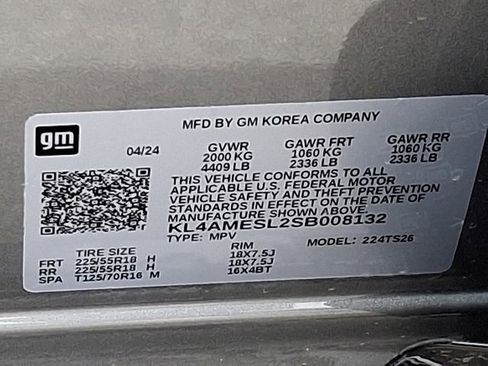 gm
MFD BY GM KOREA COMPANY
04/24 GVWR GAWR FRT GAWR RR
2000 KG 1060 KG 1060 KG
4409 LB 2336 LB 2336 LB
THIS VEHICLE CONFORMS TO ALL
APPLICABLE U.S. FEDERAL MOTOR
VEHICLE SAFETY AND THEFT PREVENTION
STANDARDS IN EFFECT ON THE DATE OF
MANUFACTURE SHOWN ABOVE.
KL4AMESL2SB008132
TYPE: MPV MODEL: 224TS26
TIRE SIZE RIM
FRT 225/55R18 H 18X7.5J
RR 225/55R18 H 18X7.5J
SPA T125/70R16 M 16X4BT